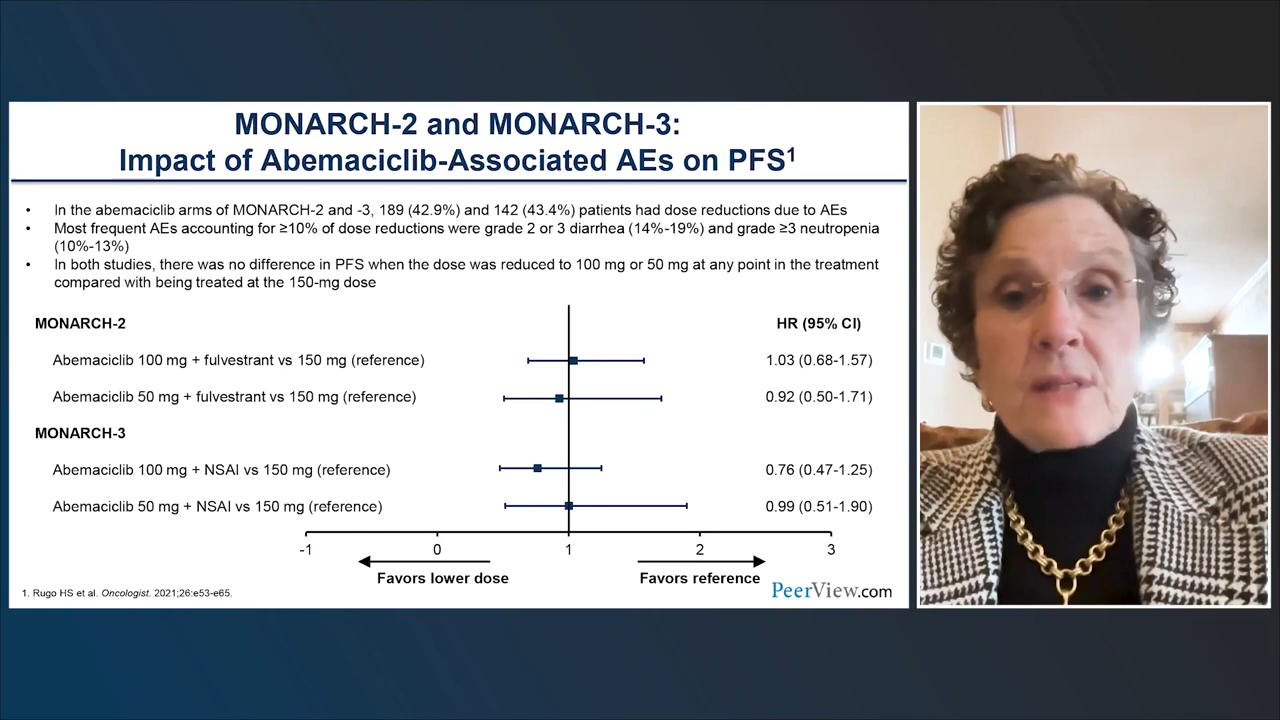 MONARCH-2 and MONARCH-3:
Impact of Abemaciclib-Associated AEs on PFS1
• In the abemaciclib arms of MONARCH-2 and -3, 189 (42.9%) and 142 (43.4%) patients had dose reductions due to AEs
• Most frequent AEs accounting for ≥10% of dose reductions were grade 2 or 3 diarrhea (14%-19%) and grade ≥3 neutropenia
(10%-13%)
• In both studies, there was no difference in PFS when the dose was reduced to 100 mg or 50 mg at any point in the treatment
compared with being treated at the 150-mg dose
MONARCH-2 HR (95% CI)
Abemaciclib 100 mg + fulvestrant vs 150 mg (reference) 1.03 (0.68-1.57)
Abemaciclib 50 mg + fulvestrant vs 150 mg (reference) 0.92 (0.50-1.71)
MONARCH-3
Abemaciclib 100 mg + NSAI vs 150 mg (reference) 0.76 (0.47-1.25)
Abemaciclib 50 mg + NSAI vs 150 mg (reference) 0.99 (0.51-1.90)
-1 0 1 2 3
Favors lower dose Favors reference
1. Rugo HS et al. Oncologist. 2021;26:e53-e65.
PeerView.com